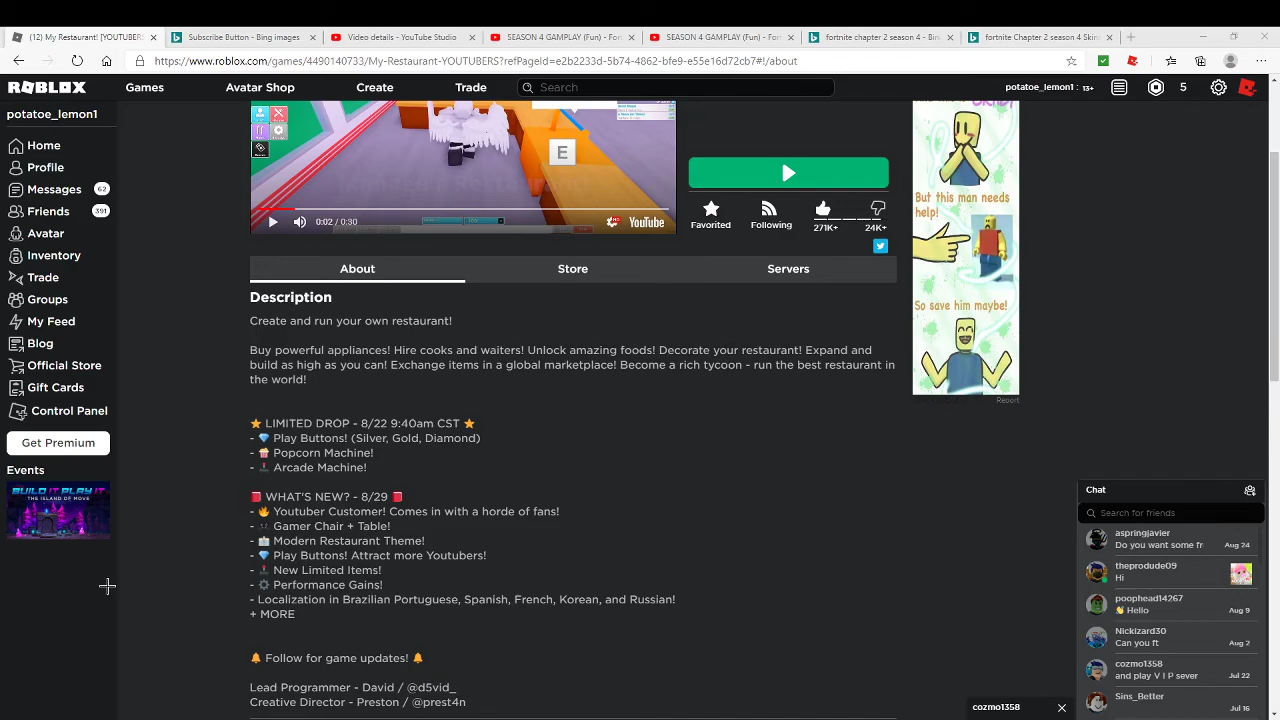 (12) My Restaurant! [YOUTUBERS
Subscribe Button - Bing images
Video details - YouTube Studio
SEASON 4 GAMPLAY (Fun) - For
SEASON 4 GAMPLAY (Fun) - For
fortnite chapter 2 season 4 - Bin
fortnite Chapter 2 season 4 Skin
https://www.roblox.com/games/4490140733/My-Restaurant-YOUTUBERS?refPageId=e2b2233d-5b74-4862-bfe9-e55e16d72cb7#!/about
ROBLOX
Games
Avatar Shop
Create
Trade
Search
potatoe_lemon1 : 13+
5
potatoe_lemon1
Home
Profile
Messages 62
Friends 391
Avatar
Inventory
Trade
Groups
My Feed
Blog
Official Store
Gift Cards
Control Panel
Get Premium
Events
BUILD IT PLAY IT
THE ISLAND OF MOVE
E
0:02 / 0:30
HD
YouTube
Favorited
Following
271K+
24K+
About
Store
Servers
Description
Create and run your own restaurant!
Buy powerful appliances! Hire cooks and waiters! Unlock amazing foods! Decorate your restaurant! Expand and
build as high as you can! Exchange items in a global marketplace! Become a rich tycoon - run the best restaurant in
the world!
⭐ LIMITED DROP - 8/22 9:40am CST ⭐
- 💎 Play Buttons! (Silver, Gold, Diamond)
- 🍿 Popcorn Machine!
- 🕹 Arcade Machine!
📕 WHAT'S NEW? - 8/29 📕
- 🔥 Youtuber Customer! Comes in with a horde of fans!
- 🎮 Gamer Chair + Table!
- 🏫 Modern Restaurant Theme!
- 💎 Play Buttons! Attract more Youtubers!
- 🕹 New Limited Items!
- ⚙ Performance Gains!
- Localization in Brazilian Portuguese, Spanish, French, Korean, and Russian!
+ MORE
🔔 Follow for game updates! 🔔
Lead Programmer - David / @d5vid_
Creative Director - Preston / @prest4n
But this man needs
help!
So save him maybe!
Report
Chat
Search for friends
aspringjavier
Do you want some fr Aug 24
theprodude09
Hi
poophead14267
👋 Hello Aug 9
Nickizard30
Can you ft Aug 2
cozmo1358
and play V I P sever Jul 22
Sins_Better
Jul 16
cozmo1358